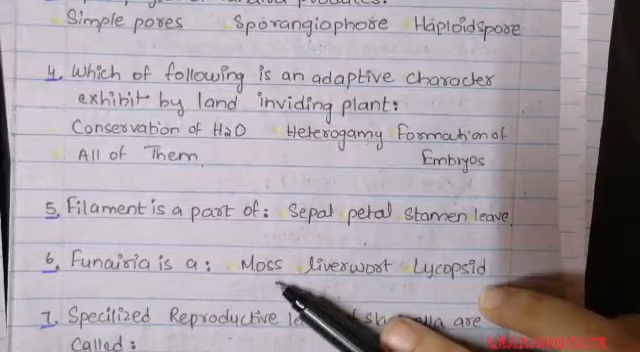 Simple pores Sporangiophore Haploidspore
4. Which of following is an adaptive character
exhibit by land inviding plant:
Conservation of H2O Heterogamy Formation of
All of Them Embryos
5. Filament is a part of: Sepal petal Stamen leave
6. Funairia is a: Moss liverwort Lycopsid
7. Specilized Reproductive are
Called: